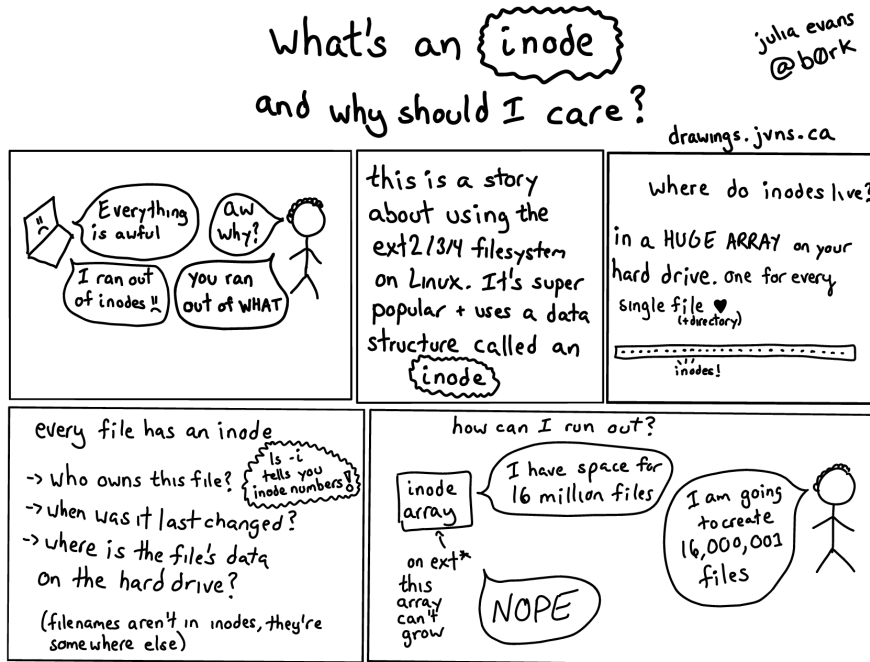 what's an inode
and why should I care?
julia evans
@b0rk
drawings.jvns.ca
Everything
is awful
aw
why?
I ran out
of inodes
you ran
out of WHAT
this is a story
about using the
ext2/3/4 filesystem
on Linux. It's super
popular + uses a data
structure called an
inode
where do inodes live?
in a HUGE ARRAY on your
hard drive. one for every
single file ♥
(+directory)
inodes!
every file has an inode
-> who owns this file?
-> when was it last changed?
-> where is the file's data
on the hard drive?
(filenames aren't in inodes, they're
somewhere else)
ls -i
tells you
inode numbers!
how can I run out?
inode
array
I have space for
16 million files
on ext*
this
array
can't
grow
I am going
to create
16,000,001
files
NOPE